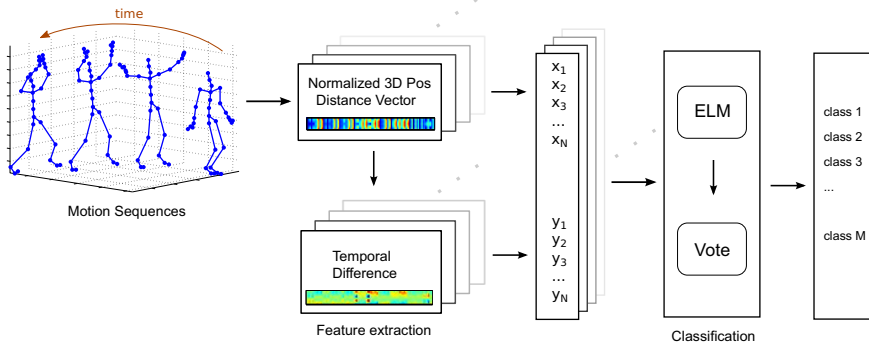 time
Motion Sequences
Normalized 3D Pos
Distance Vector
Temporal
Difference
Feature extraction
x1
x2
x3
...
xN
y1
y2
y3
...
yN
ELM
Vote
Classification
class 1
class 2
class 3
...
class M